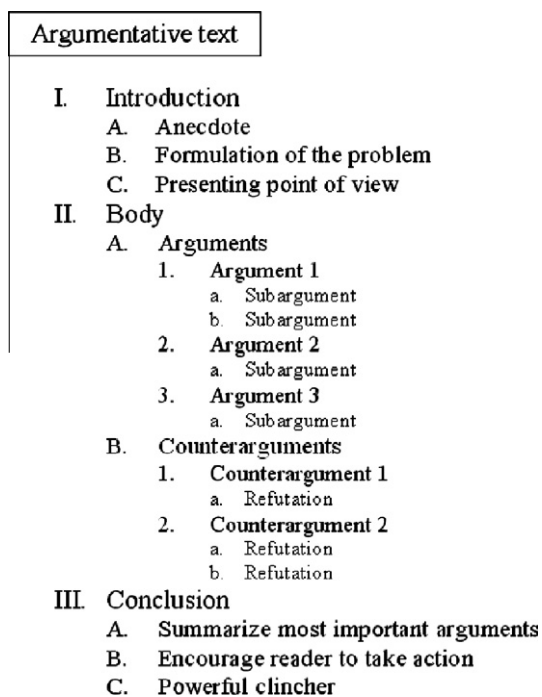 Argumentative text
I. Introduction
A. Anecdote
B. Formulation of the problem
C. Presenting point of view
II. Body
A. Arguments
1. Argument 1
a. Subargument
b. Subargument
2. Argument 2
a. Subargument
3. Argument 3
a. Subargument
B. Counterarguments
1. Counterargument 1
a. Refutation
2. Counterargument 2
a. Refutation
b. Refutation
III. Conclusion
A. Summarize most important arguments
B. Encourage reader to take action
C. Powerful clincher